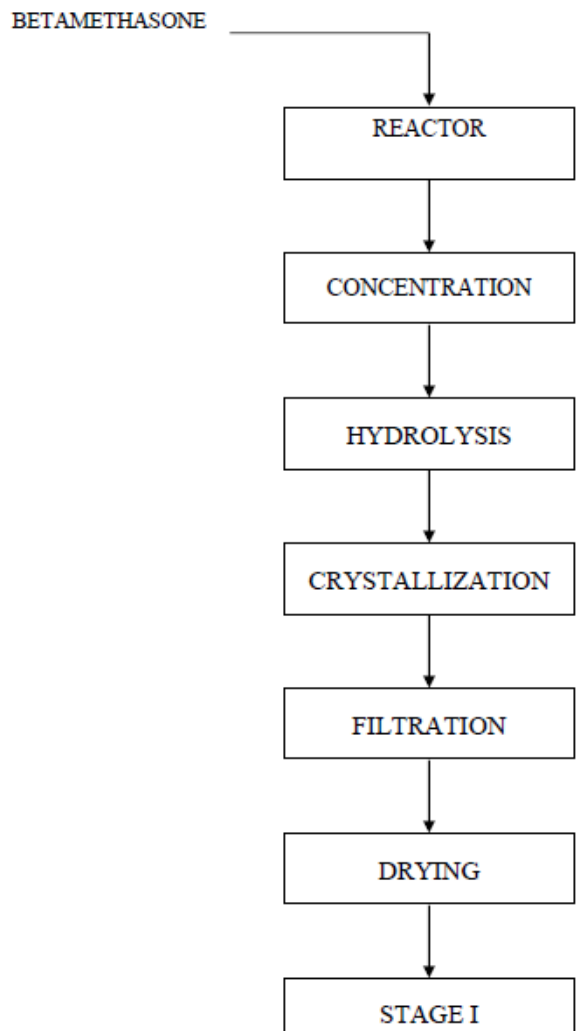 BETAMETHASONE
REACTOR
CONCENTRATION
HYDROLYSIS
CRYSTALLIZATION
FILTRATION
DRYING
STAGE I